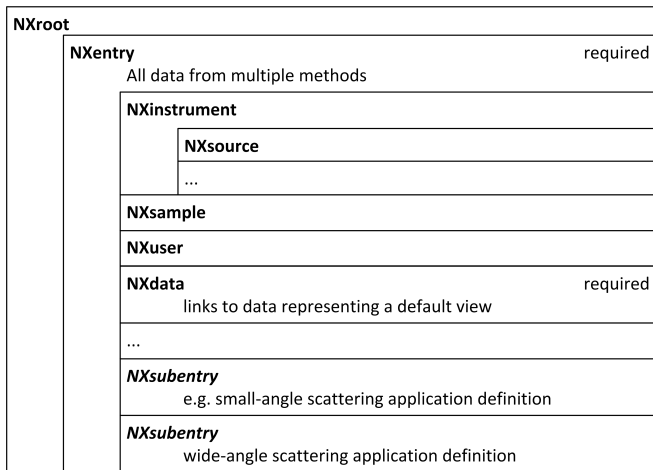 NXroot
NXentry required
All data from multiple methods
NXinstrument
NXsource
...
NXsample
NXuser
NXdata required
links to data representing a default view
...
NXsubentry
e.g. small-angle scattering application definition
NXsubentry
wide-angle scattering application definition